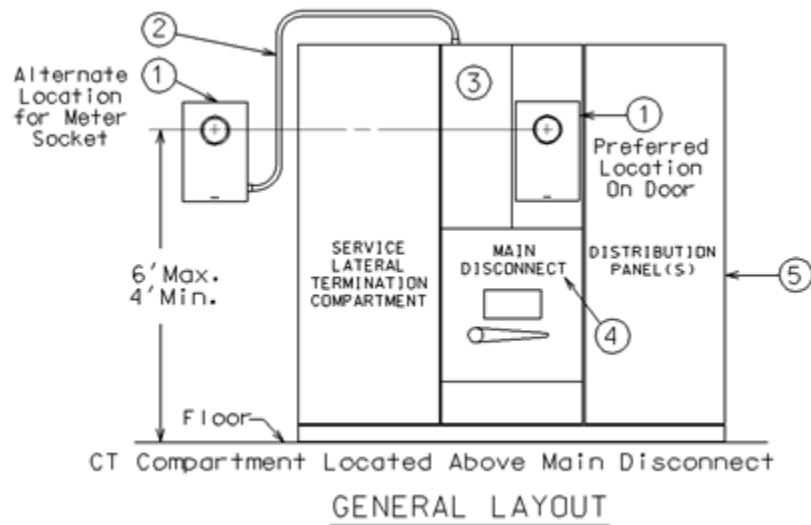 2
Alternate
Location
for Meter
Socket
1
3
1
Preferred
Location
On Door
6' Max.
4' Min.
SERVICE
LATERAL
TERMINATION
COMPARTMENT
MAIN
DISCONNECT
DISTRIBUTION
PANEL(S)
5
4
Floor
CT Compartment Located Above Main Disconnect
GENERAL LAYOUT